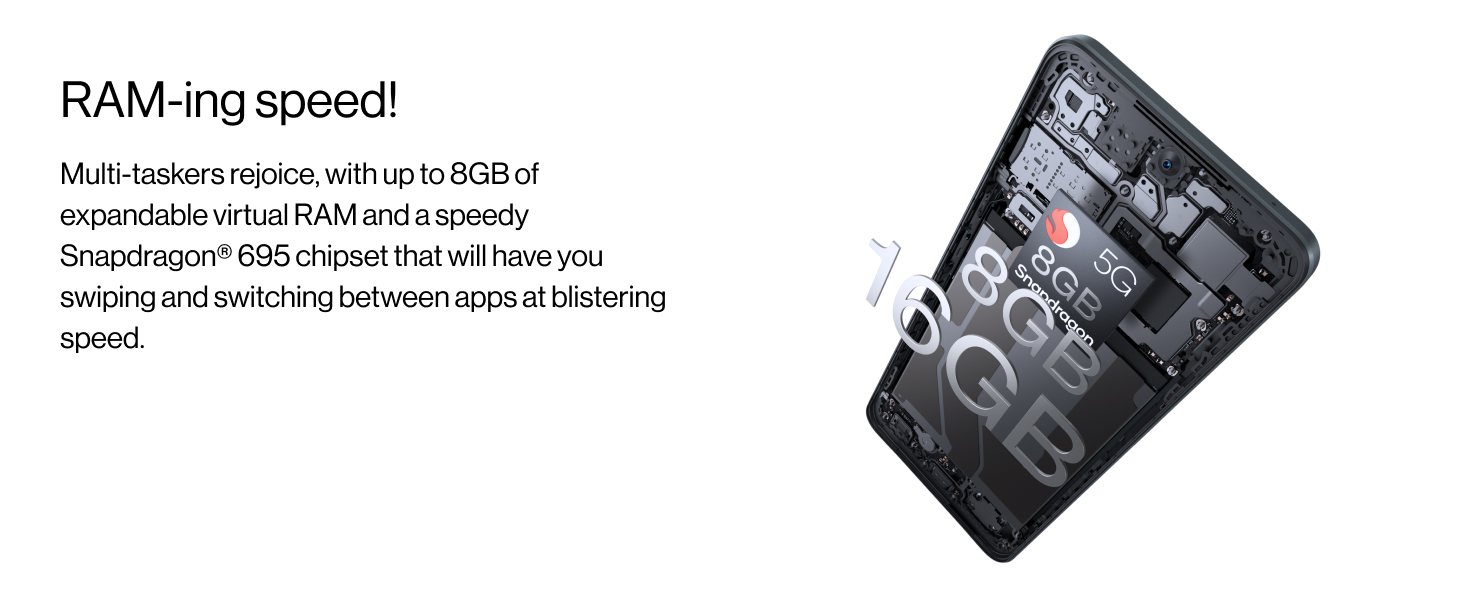 RAM-ing speed!
Multi-taskers rejoice, with up to 8GB of
expandable virtual RAM and a speedy
Snapdragon® 695 chipset that will have you
swiping and switching between apps at blistering
speed.
5G
8GB
Snapdragon
8GB
16GB